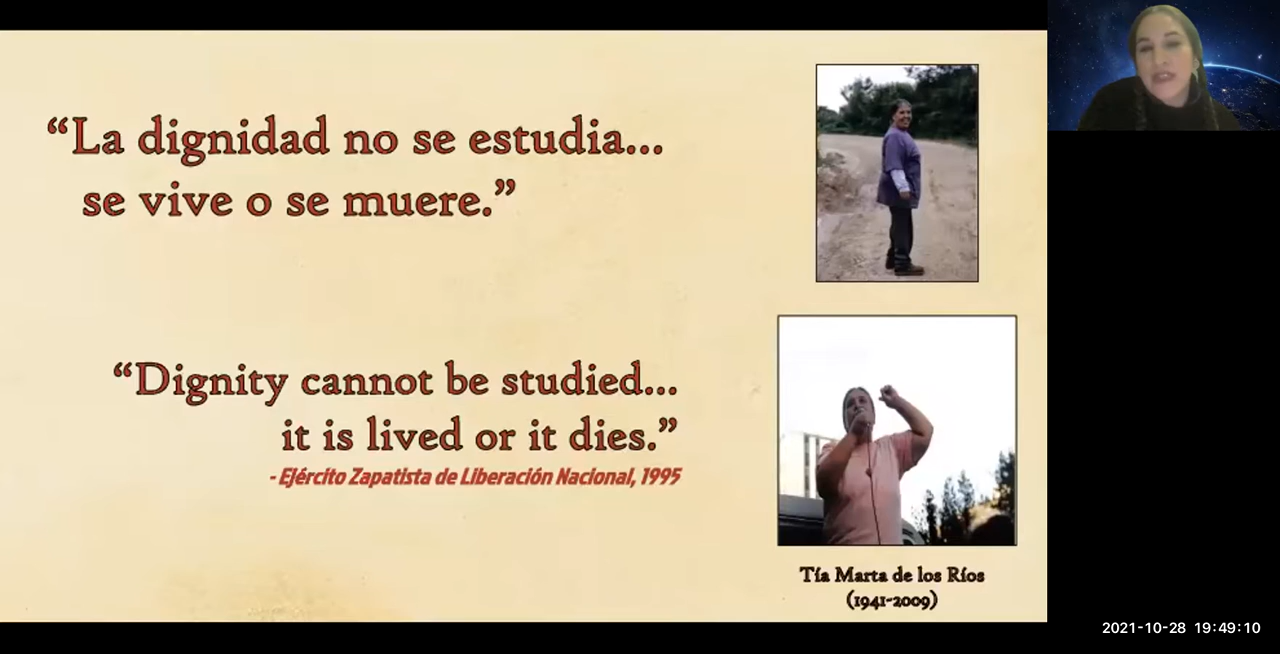 “La dignidad no se estudia...
se vive o se muere.”
“Dignity cannot be studied...
it is lived or it dies.”
- Ejército Zapatista de Liberación Nacional, 1995
Tía Marta de los Ríos
(1941-2009)
2021-10-28 19:49:10